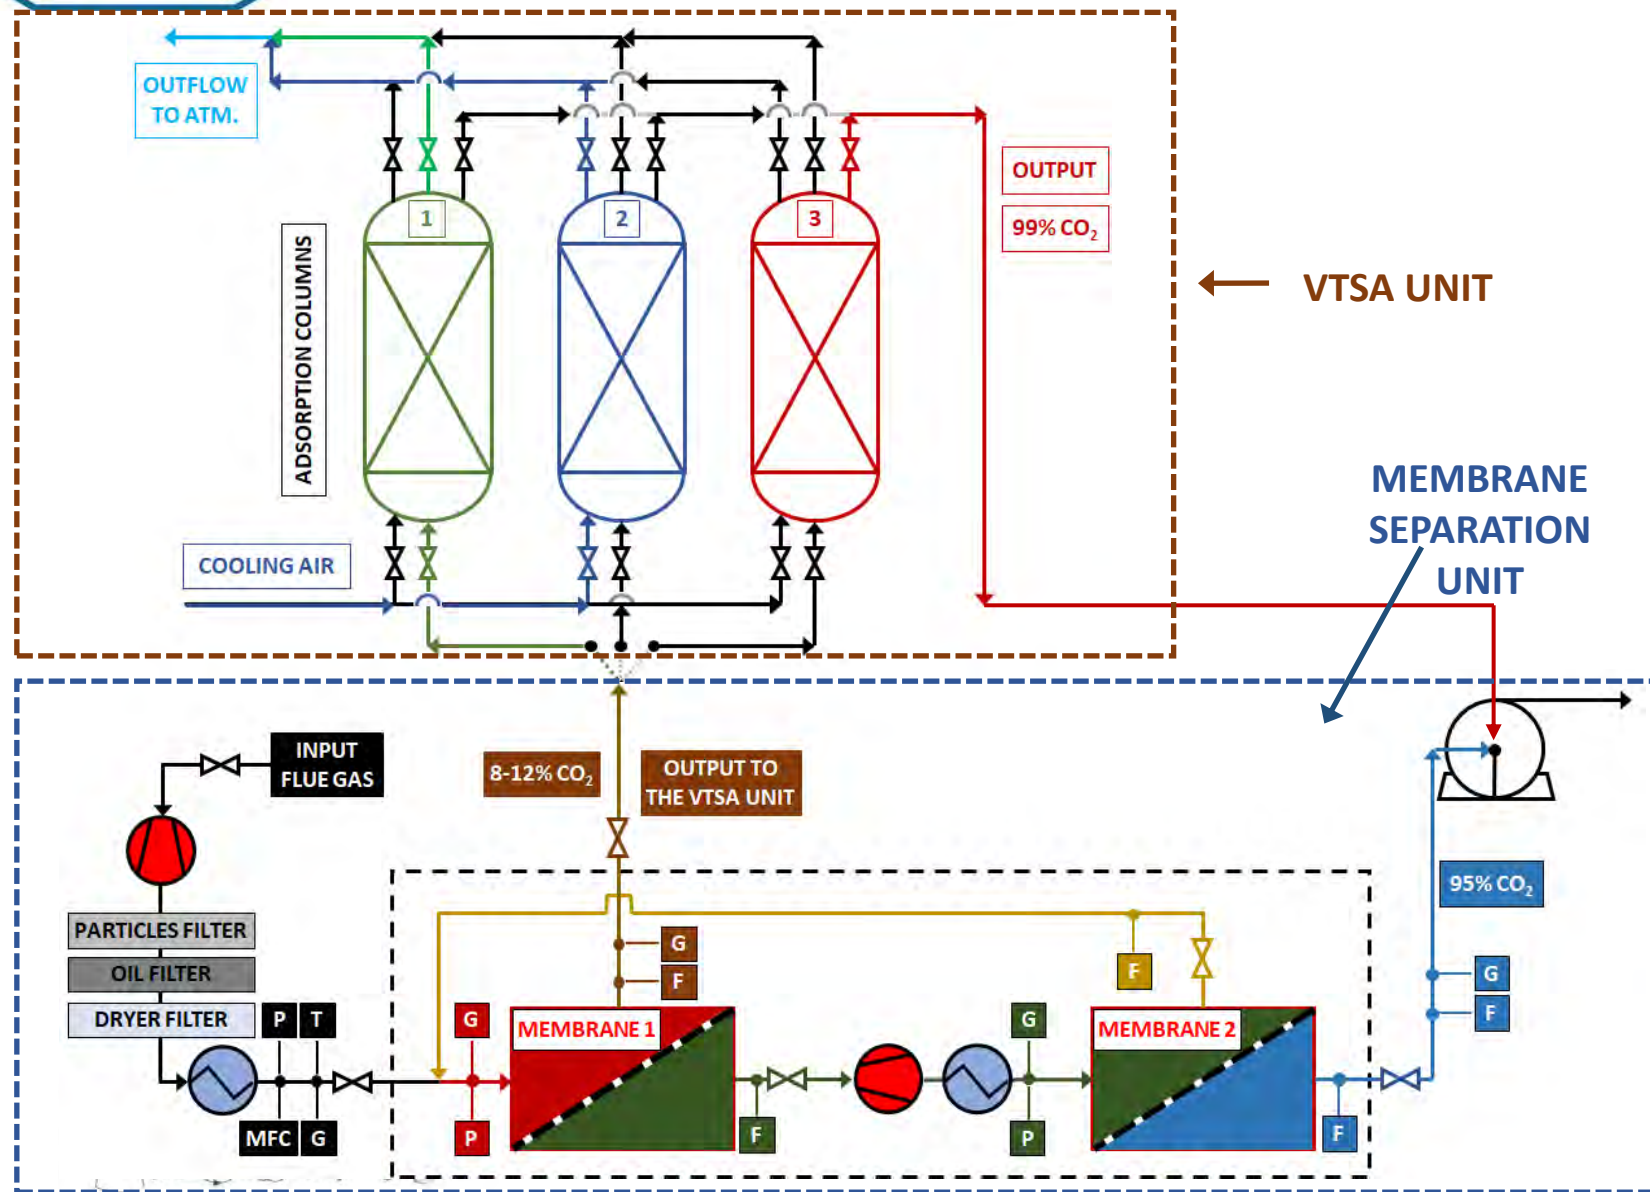 OUTFLOW
TO ATM.
1
2
3
OUTPUT
99% CO₂
ADSORPTION COLUMNS
VTSA UNIT
MEMBRANE
SEPARATION
UNIT
COOLING AIR
INPUT
FLUE GAS
8-12% CO₂
OUTPUT TO
THE VTSA UNIT
95% CO₂
PARTICLES FILTER
OIL FILTER
DRYER FILTER
P
T
MFC
G
G
F
F
G
P
MEMBRANE 1
F
G
P
MEMBRANE 2
G
F
F